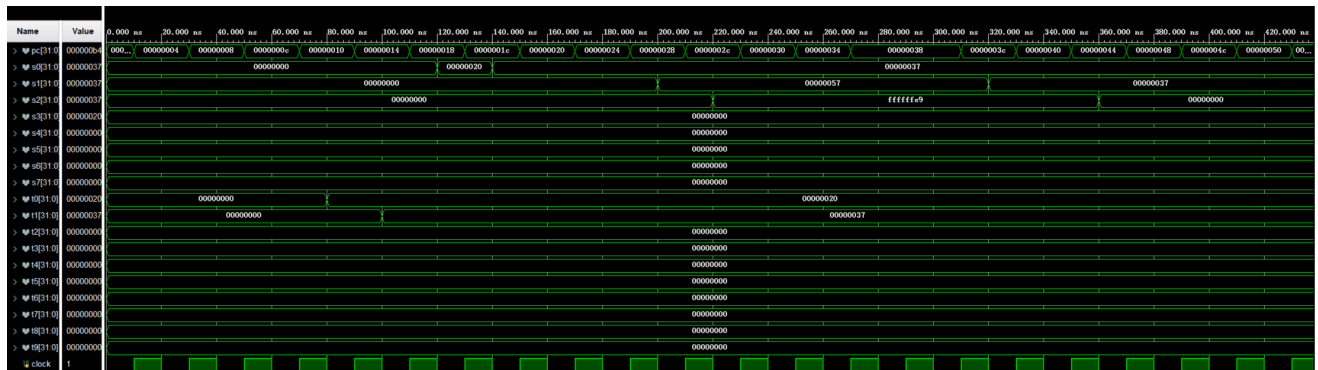 Name Value 0.000 ns 20.000 ns 40.000 ns 60.000 ns 80.000 ns 100.000 ns 120.000 ns 140.000 ns 160.000 ns 180.000 ns 200.000 ns 220.000 ns 240.000 ns 260.000 ns 280.000 ns 300.000 ns 320.000 ns 340.000 ns 360.000 ns 380.000 ns 400.000 ns 420.000 ns
pc[31:0] 000000b4 000... 00000004 00000008 0000000c 00000010 00000014 00000018 0000001c 00000020 00000024 00000028 0000002c 00000030 00000034 00000038 0000003c 00000040 00000044 00000048 0000004c 00000050 00...
s0[31:0] 00000037 00000000 00000020 00000037
s1[31:0] 00000037 00000000 00000057 00000037
s2[31:0] 00000037 00000000 ffffffe9 00000000
s3[31:0] 00000020 00000000
s4[31:0] 00000000 00000000
s5[31:0] 00000000 00000000
s6[31:0] 00000000 00000000
s7[31:0] 00000000 00000000
t0[31:0] 00000020 00000000 00000020
t1[31:0] 00000037 00000000 00000037
t2[31:0] 00000000 00000000
t3[31:0] 00000000 00000000
t4[31:0] 00000000 00000000
t5[31:0] 00000000 00000000
t6[31:0] 00000000 00000000
t7[31:0] 00000000 00000000
t8[31:0] 00000000 00000000
t9[31:0] 00000000 00000000
clock 1